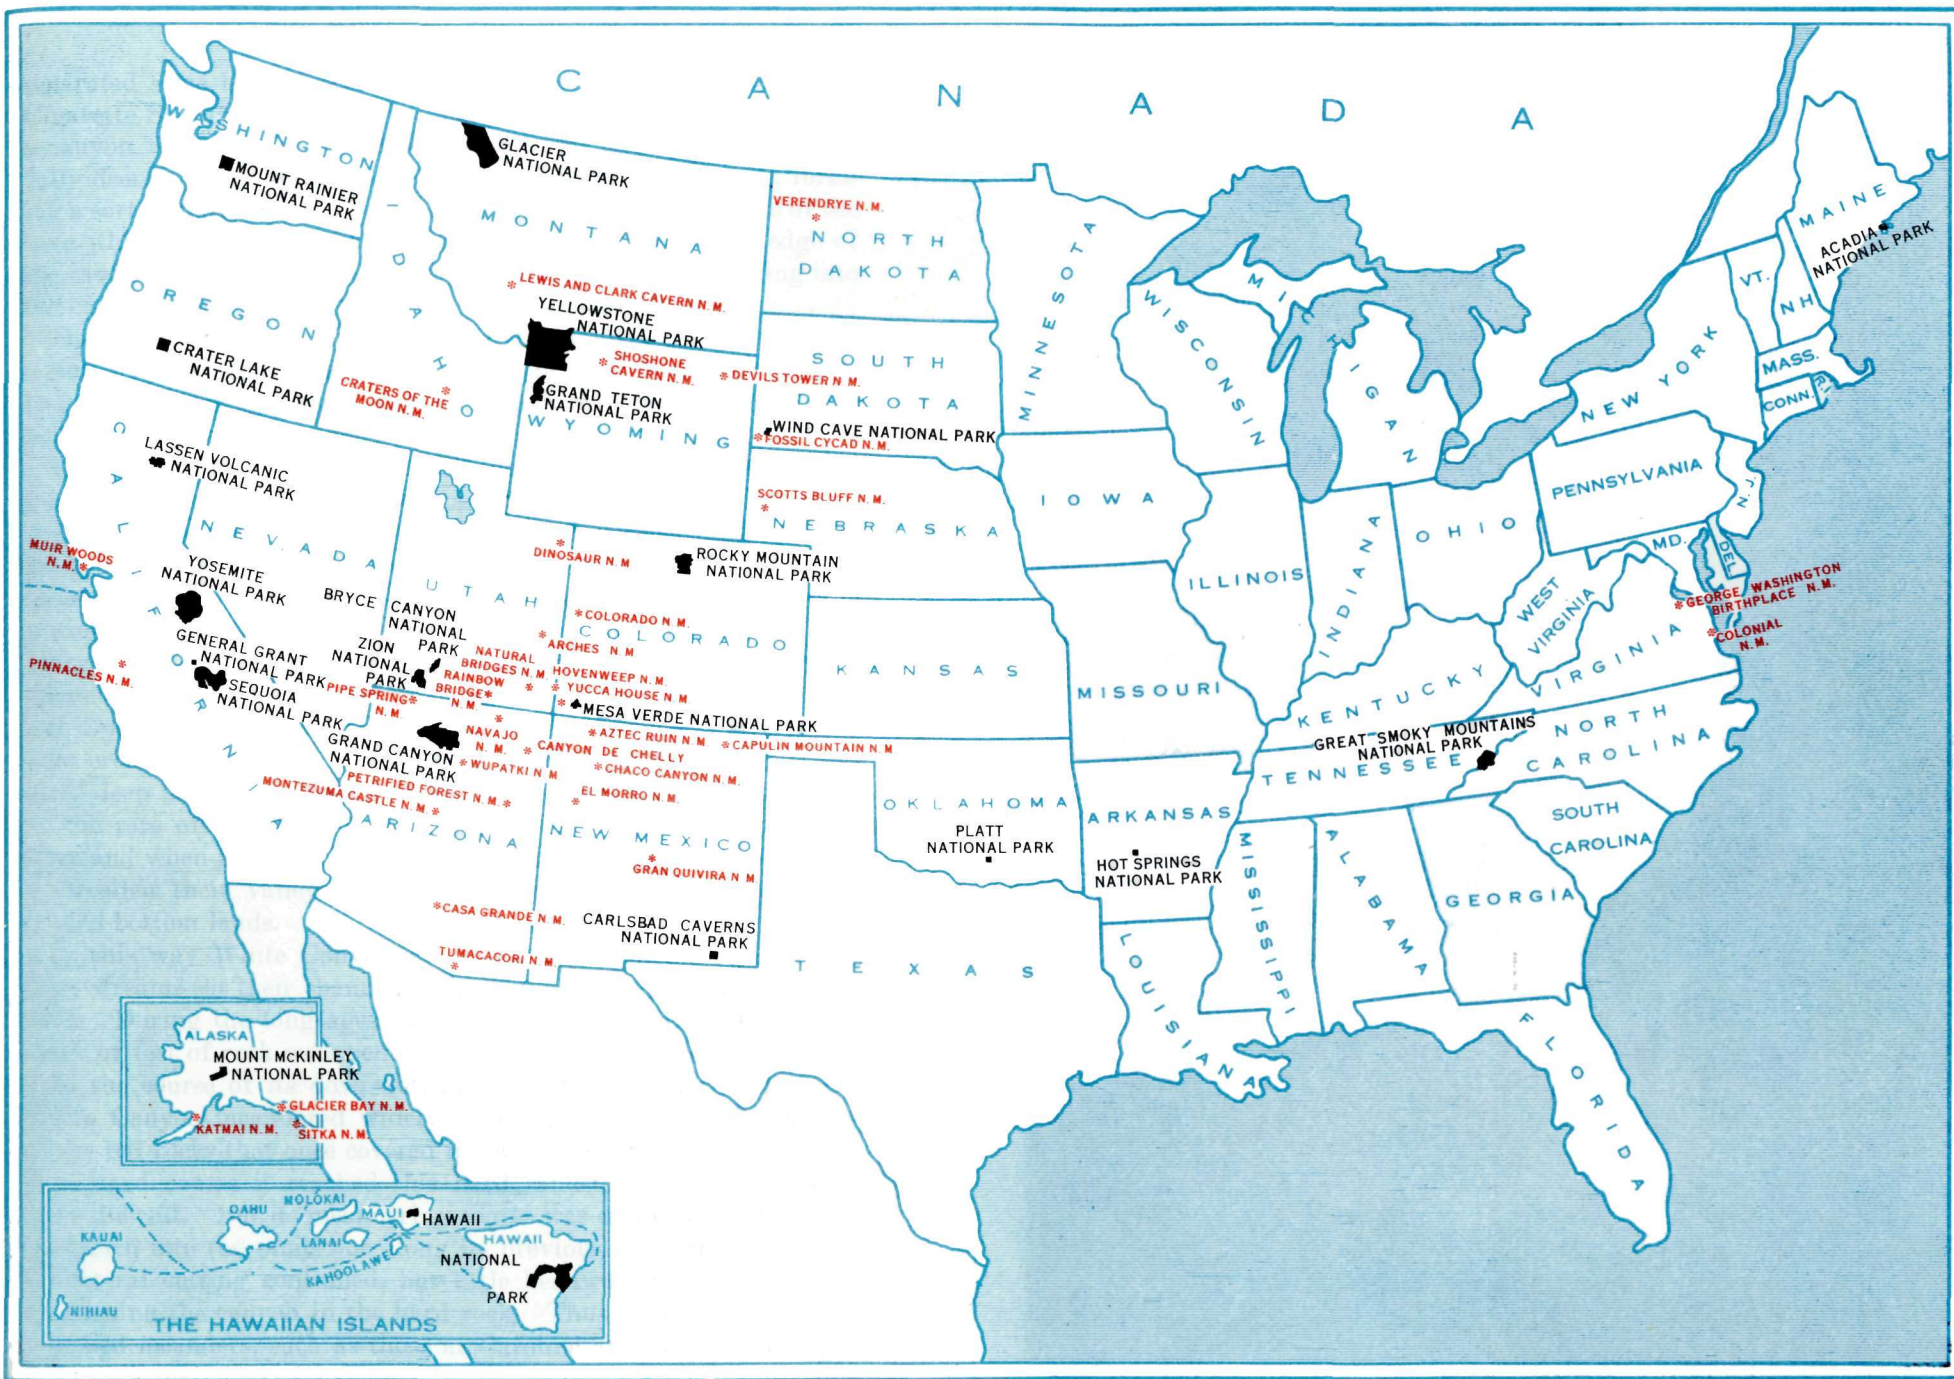 C A N A D A
WASHINGTON
MOUNT RAINIER
NATIONAL PARK
OREGON
CRATER LAKE
NATIONAL PARK
IDAHO
CRATERS OF THE
MOON N. M.
GLACIER
NATIONAL PARK
MONTANA
LEWIS AND CLARK CAVERN N. M.
YELLOWSTONE
NATIONAL PARK
SHOSHONE
CAVERN N. M.
DEVILS TOWER N M.
GRAND TETON
NATIONAL PARK
WYOMING
VERENDRYE N. M.
NORTH
DAKOTA
SOUTH
DAKOTA
WIND CAVE NATIONAL PARK
FOSSIL CYCAD N. M.
SCOTTS BLUFF N. M.
NEBRASKA
MINNESOTA
WISCONSIN
MICHIGAN
IOWA
ILLINOIS
INDIANA
OHIO
PENNSYLVANIA
NEW YORK
VT.
N H.
MAINE
ACADIA
NATIONAL PARK
MASS.
CONN.
R.I.
N. J.
MD.
DEL.
WEST
VIRGINIA
GEORGE WASHINGTON
BIRTHPLACE N. M.
COLONIAL
N. M.
VIRGINIA
KENTUCKY
GREAT SMOKY MOUNTAINS
NATIONAL PARK
TENNESSEE
NORTH
CAROLINA
SOUTH
CAROLINA
GEORGIA
ALABAMA
MISSISSIPPI
FLORIDA
LOUISIANA
ARKANSAS
HOT SPRINGS
NATIONAL PARK
MISSOURI
KANSAS
OKLAHOMA
PLATT
NATIONAL PARK
TEXAS
CALIFORNIA
LASSEN VOLCANIC
NATIONAL PARK
MUIR WOODS
N. M.
YOSEMITE
NATIONAL PARK
GENERAL GRANT
NATIONAL PARK
SEQUOIA
NATIONAL PARK
PINNACLES N. M.
NEVADA
UTAH
BRYCE CANYON
NATIONAL
PARK
ZION
NATIONAL
PARK
DINOSAUR N M
ROCKY MOUNTAIN
NATIONAL PARK
COLORADO N. M.
COLORADO
ARCHES N M
NATURAL
BRIDGES N. M.
HOVENWEEP N. M.
RAINBOW
BRIDGE
N. M.
YUCCA HOUSE N M
MESA VERDE NATIONAL PARK
PIPE SPRING
N. M.
GRAND CANYON
NATIONAL PARK
NAVAJO
N. M.
AZTEC RUIN N M.
CAPULIN MOUNTAIN N M
CANYON DE CHELLY
WUPATKI N M
CHACO CANYON N. M.
PETRIFIED FOREST N. M.
EL MORRO N. M.
MONTEZUMA CASTLE N. M.
ARIZONA
NEW MEXICO
GRAN QUIVIRA N M
CASA GRANDE N. M.
CARLSBAD CAVERNS
NATIONAL PARK
TUMACACORI N. M.
ALASKA
MOUNT McKINLEY
NATIONAL PARK
GLACIER BAY N. M.
KATMAI N. M.
SITKA N. M.
KAUAI
NIHIAU
OAHU
MOLOKAI
LANAI
MAUI
KAHOOLAWE
HAWAII
HAWAII
NATIONAL
PARK
THE HAWAIIAN ISLANDS